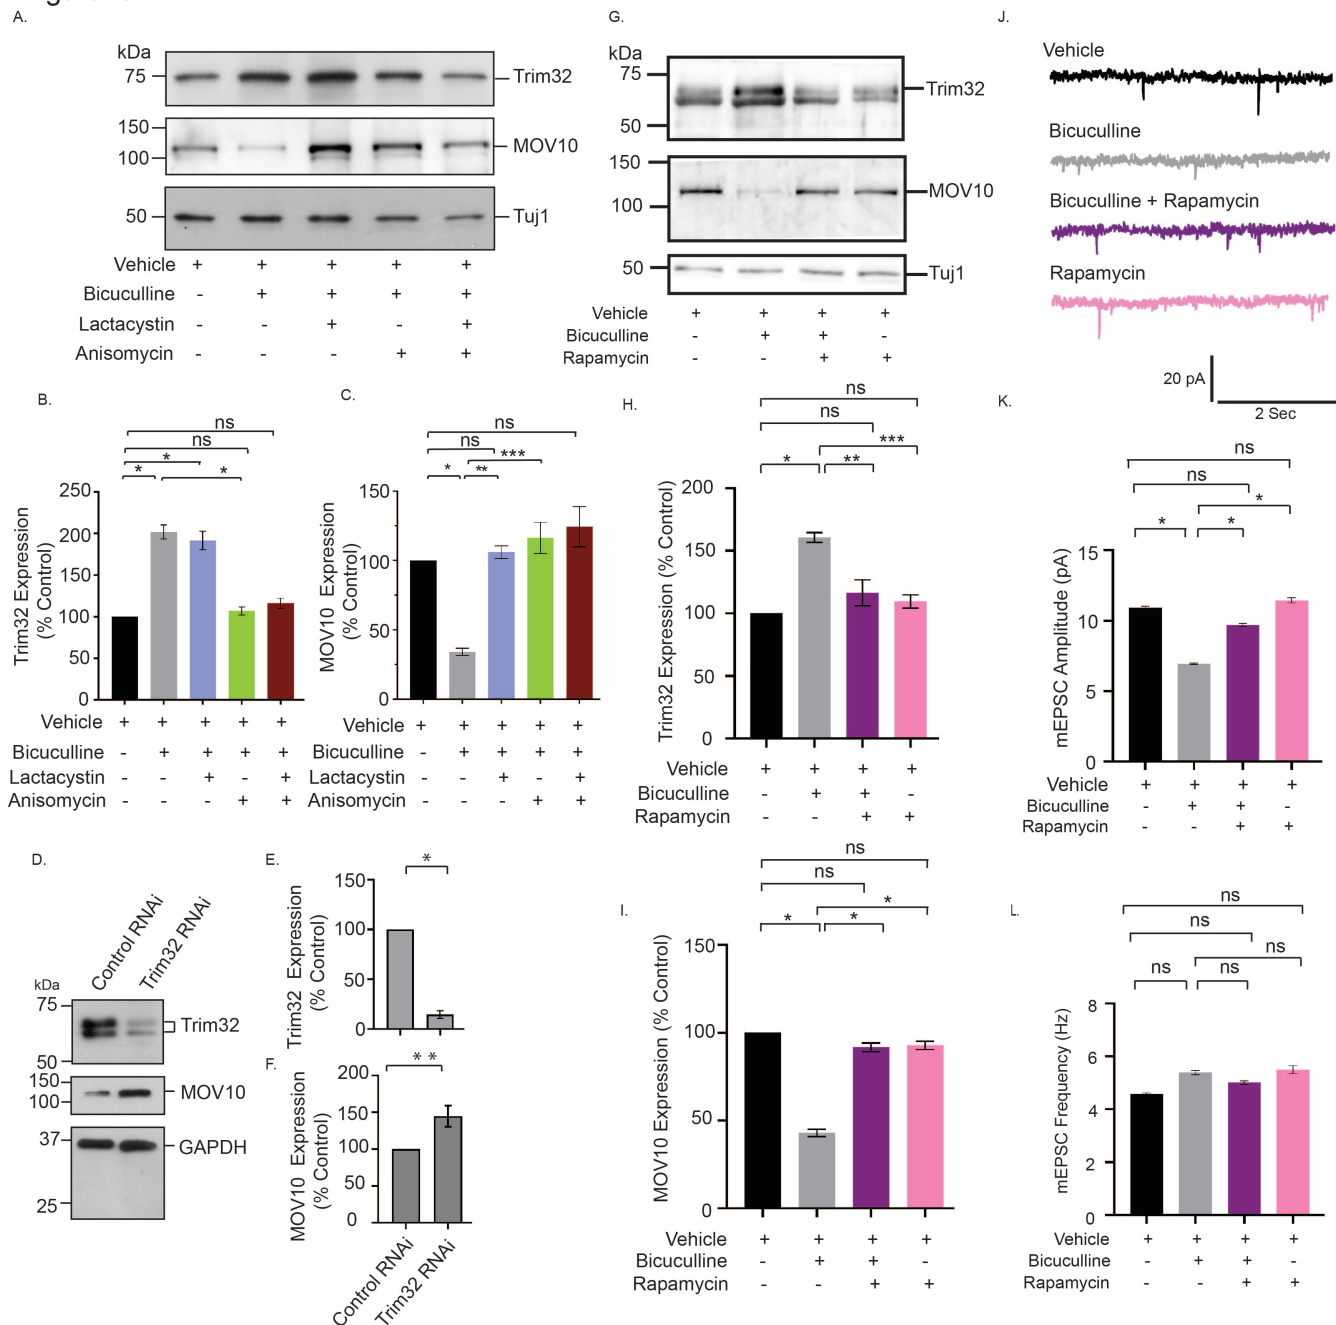 A.
kDa
75
Trim32
150
100
MOV10
50
Tuj1
Vehicle + + + + +
Bicuculline - + + + +
Lactacystin - - + - +
Anisomycin - - - + +
B.
ns
ns
*
* *
250
200
150
100
50
0
Trim32 Expression
(% Control)
Vehicle + + + + +
Bicuculline - + + + +
Lactacystin - - + - +
Anisomycin - - - + +
C.
ns
ns ***
* **
150
100
50
0
MOV10 Expression
(% Control)
Vehicle + + + + +
Bicuculline - + + + +
Lactacystin - - + - +
Anisomycin - - - + +
D.
Control RNAi
Trim32 RNAi
kDa
75
Trim32
50
150
MOV10
100
37
GAPDH
25
E.
*
150
100
50
0
Trim32 Expression
(% Control)
F.
**
200
150
100
50
0
MOV10 Expression
(% Control)
Control RNAi
Trim32 RNAi
G.
kDa
75
Trim32
50
150
MOV10
100
50
Tuj1
Vehicle + + + +
Bicuculline - + + -
Rapamycin - - + +
H.
ns
ns
***
* **
200
150
100
50
0
Trim32 Expression (% Control)
Vehicle + + + +
Bicuculline - + + -
Rapamycin - - + +
I.
ns
ns
*
* *
150
100
50
0
MOV10 Expression (% Control)
Vehicle + + + +
Bicuculline - + + -
Rapamycin - - + +
J.
Vehicle
Bicuculline
Bicuculline + Rapamycin
Rapamycin
20 pA
2 Sec
K.
ns
ns
*
* *
15
10
5
0
mEPSC Amplitude (pA)
Vehicle + + + +
Bicuculline - + + -
Rapamycin - - + +
L.
ns
ns
ns
ns ns
8
6
4
2
0
mEPSC Frequency (Hz)
Vehicle + + + +
Bicuculline - + + -
Rapamycin - - + +